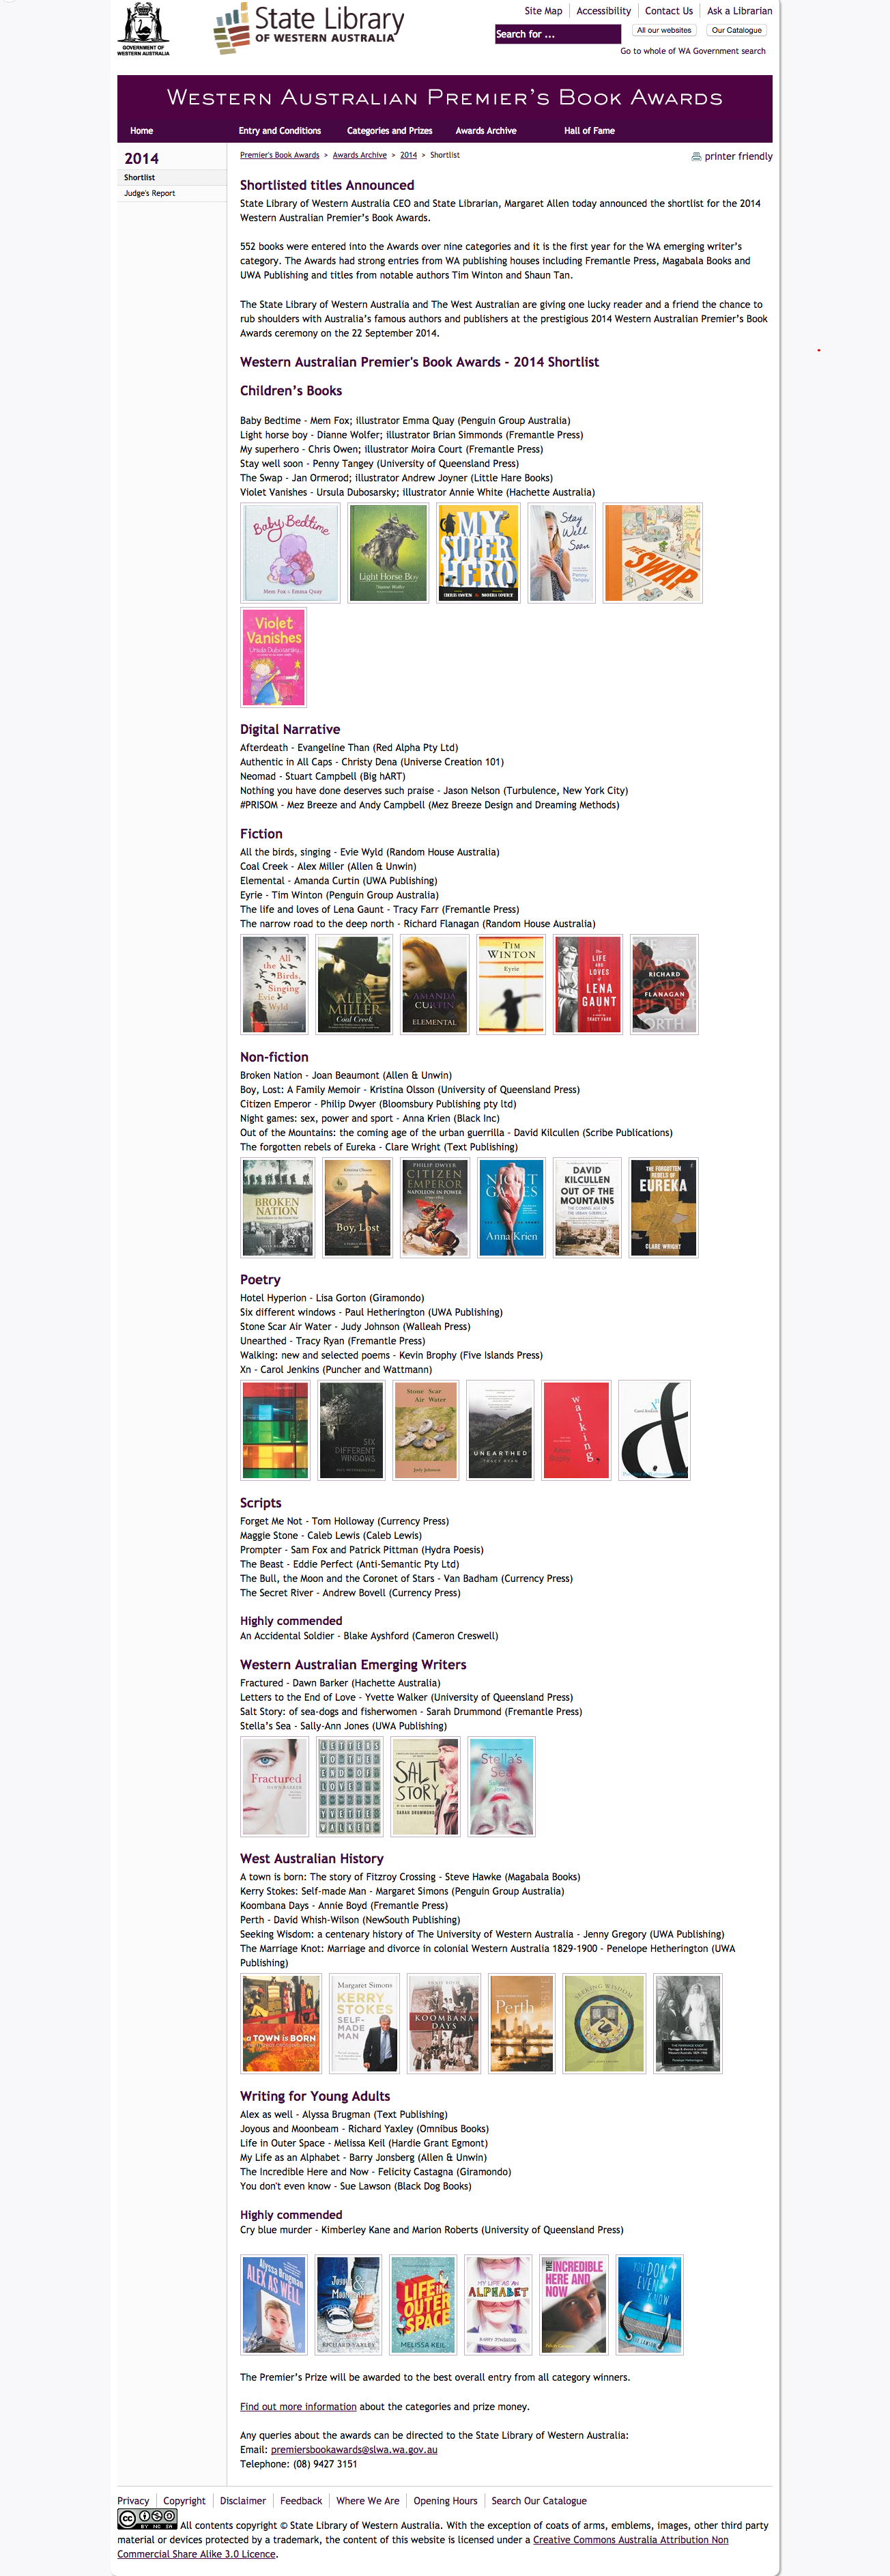 GOVERNMENT OF
WESTERN AUSTRALIA
State Library
OF WESTERN AUSTRALIA
Site Map Accessibility Contact Us Ask a Librarian
Search for ... All our websites Our Catalogue
Go to whole of WA Government search
WESTERN AUSTRALIAN PREMIER'S BOOK AWARDS
Home Entry and Conditions Categories and Prizes Awards Archive Hall of Fame
2014
Shortlist
Judge's Report
Premier's Book Awards > Awards Archive > 2014 > Shortlist
printer friendly
Shortlisted titles Announced
State Library of Western Australia CEO and State Librarian, Margaret Allen today announced the shortlist for the 2014
Western Australian Premier's Book Awards.
552 books were entered into the Awards over nine categories and it is the first year for the WA emerging writer's
category. The Awards had strong entries from WA publishing houses including Fremantle Press, Magabala Books and
UWA Publishing and titles from notable authors Tim Winton and Shaun Tan.
The State Library of Western Australia and The West Australian are giving one lucky reader and a friend the chance to
rub shoulders with Australia's famous authors and publishers at the prestigious 2014 Western Australian Premier's Book
Awards ceremony on the 22 September 2014.
Western Australian Premier's Book Awards - 2014 Shortlist
Children's Books
Baby Bedtime - Mem Fox; illustrator Emma Quay (Penguin Group Australia)
Light horse boy - Dianne Wolfer; illustrator Brian Simmonds (Fremantle Press)
My superhero - Chris Owen; illustrator Moira Court (Fremantle Press)
Stay well soon - Penny Tangey (University of Queensland Press)
The Swap - Jan Ormerod; illustrator Andrew Joyner (Little Hare Books)
Violet Vanishes - Ursula Dubosarsky; illustrator Annie White (Hachette Australia)
Baby Bedtime
Mem Fox & Emma Quay
Light Horse Boy
Dianne Wolfer
MY
SUPER
HERO
CHRIS OWEN & MOIRA COURT
Stay
Well
Soon
Penny
Tangey
THE SWAP
Violet
Vanishes
Ursula Dubosarsky
Digital Narrative
Afterdeath - Evangeline Than (Red Alpha Pty Ltd)
Authentic in All Caps - Christy Dena (Universe Creation 101)
Neomad - Stuart Campbell (Big hART)
Nothing you have done deserves such praise - Jason Nelson (Turbulence, New York City)
#PRISOM - Mez Breeze and Andy Campbell (Mez Breeze Design and Dreaming Methods)
Fiction
All the birds, singing - Evie Wyld (Random House Australia)
Coal Creek - Alex Miller (Allen & Unwin)
Elemental - Amanda Curtin (UWA Publishing)
Eyrie - Tim Winton (Penguin Group Australia)
The life and loves of Lena Gaunt - Tracy Farr (Fremantle Press)
The narrow road to the deep north - Richard Flanagan (Random House Australia)
All
the
Birds,
Singing
Evie
Wyld
ALEX
MILLER
Coal Creek
AMANDA
CURTIN
ELEMENTAL
TIM
WINTON
Eyrie
The
LIFE
AND
LOVES
of
LENA
GAUNT
TRACY FARR
THE
NARROW
RICHARD
ROAD TO
FLANAGAN
THE DEEP
NORTH
Non-fiction
Broken Nation - Joan Beaumont (Allen & Unwin)
Boy, Lost: A Family Memoir - Kristina Olsson (University of Queensland Press)
Citizen Emperor - Philip Dwyer (Bloomsbury Publishing pty ltd)
Night games: sex, power and sport - Anna Krien (Black Inc)
Out of the Mountains: the coming age of the urban guerrilla - David Kilcullen (Scribe Publications)
The forgotten rebels of Eureka - Clare Wright (Text Publishing)
BROKEN
NATION
Kristina Olsson
Boy, Lost
PHILIP DWYER
CITIZEN
EMPEROR
NAPOLEON IN POWER
NIGHT
GAMES
Anna Krien
DAVID
KILCULLEN
OUT OF THE
MOUNTAINS
THE COMING AGE OF
THE URBAN GUERRILLA
THE FORGOTTEN
REBELS OF
EUREKA
CLARE WRIGHT
Poetry
Hotel Hyperion - Lisa Gorton (Giramondo)
Six different windows - Paul Hetherington (UWA Publishing)
Stone Scar Air Water - Judy Johnson (Walleah Press)
Unearthed - Tracy Ryan (Fremantle Press)
Walking: new and selected poems - Kevin Brophy (Five Islands Press)
Xn - Carol Jenkins (Puncher and Wattmann)
SIX
DIFFERENT
WINDOWS
PAUL HETHERINGTON
Stone Scar
Air Water
Judy Johnson
UNEARTHED
TRACY RYAN
walking,
Kevin
Brophy
Carol Jenkins
Scripts
Forget Me Not - Tom Holloway (Currency Press)
Maggie Stone - Caleb Lewis (Caleb Lewis)
Prompter - Sam Fox and Patrick Pittman (Hydra Poesis)
The Beast - Eddie Perfect (Anti-Semantic Pty Ltd)
The Bull, the Moon and the Coronet of Stars - Van Badham (Currency Press)
The Secret River - Andrew Bovell (Currency Press)
Highly commended
An Accidental Soldier - Blake Ayshford (Cameron Creswell)
Western Australian Emerging Writers
Fractured - Dawn Barker (Hachette Australia)
Letters to the End of Love - Yvette Walker (University of Queensland Press)
Salt Story: of sea-dogs and fisherwomen - Sarah Drummond (Fremantle Press)
Stella's Sea - Sally-Ann Jones (UWA Publishing)
Fractured
DAWN BARKER
LETTERS
TO THE
END OF
LOVE
YVETTE
WALKER
SALT
STORY
SARAH DRUMMOND
Stella's
Sea
West Australian History
A town is born: The story of Fitzroy Crossing - Steve Hawke (Magabala Books)
Kerry Stokes: Self-made Man - Margaret Simons (Penguin Group Australia)
Koombana Days - Annie Boyd (Fremantle Press)
Perth - David Whish-Wilson (NewSouth Publishing)
Seeking Wisdom: a centenary history of The University of Western Australia - Jenny Gregory (UWA Publishing)
The Marriage Knot: Marriage and divorce in colonial Western Australia 1829-1900 - Penelope Hetherington (UWA
Publishing)
a TOWN is BORN
Margaret Simons
KERRY
STOKES
SELF-
MADE
MAN
ANNIE BOYD
KOOMBANA
DAYS
Perth
SEEKING WISDOM
THE MARRIAGE KNOT
Penelope Hetherington
Writing for Young Adults
Alex as well - Alyssa Brugman (Text Publishing)
Joyous and Moonbeam - Richard Yaxley (Omnibus Books)
Life in Outer Space - Melissa Keil (Hardie Grant Egmont)
My Life as an Alphabet - Barry Jonsberg (Allen & Unwin)
The Incredible Here and Now - Felicity Castagna (Giramondo)
You don't even know - Sue Lawson (Black Dog Books)
Highly commended
Cry blue murder - Kimberley Kane and Marion Roberts (University of Queensland Press)
Alyssa Brugman
ALEX AS WELL
Joyous
& Moonbeam
RICHARD YAXLEY
LIFE IN
OUTER
SPACE
MELISSA KEIL
MY LIFE AS AN
ALPHABET
BARRY JONSBERG
THE INCREDIBLE
HERE AND
NOW
YOU DON'T
EVEN
KNOW
The Premier's Prize will be awarded to the best overall entry from all category winners.
Find out more information about the categories and prize money.
Any queries about the awards can be directed to the State Library of Western Australia:
Email: premiersbookawards@slwa.wa.gov.au
Telephone: (08) 9427 3151
Privacy Copyright Disclaimer Feedback Where We Are Opening Hours Search Our Catalogue
cc BY NC SA All contents copyright © State Library of Western Australia. With the exception of coats of arms, emblems, images, other third party
material or devices protected by a trademark, the content of this website is licensed under a Creative Commons Australia Attribution Non
Commercial Share Alike 3.0 Licence.